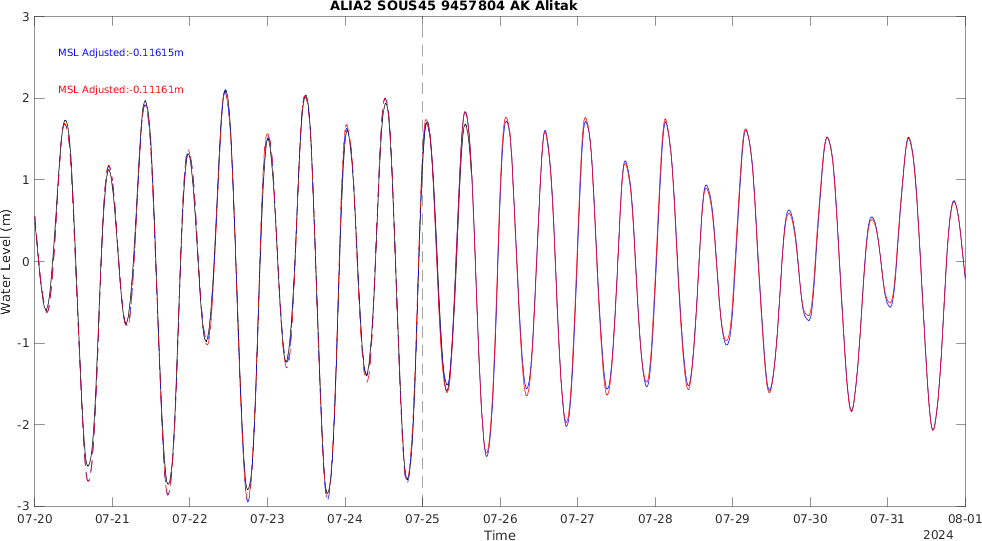 ALIA2 SOUS45 9457804 AK Alitak
3
MSL Adjusted:-0.11615m
MSL Adjusted:-0.11161m
2
1
0
-1
-2
-3
Water Level (m)
07-20 07-21 07-22 07-23 07-24 07-25 07-26 07-27 07-28 07-29 07-30 07-31 08-01
Time
2024